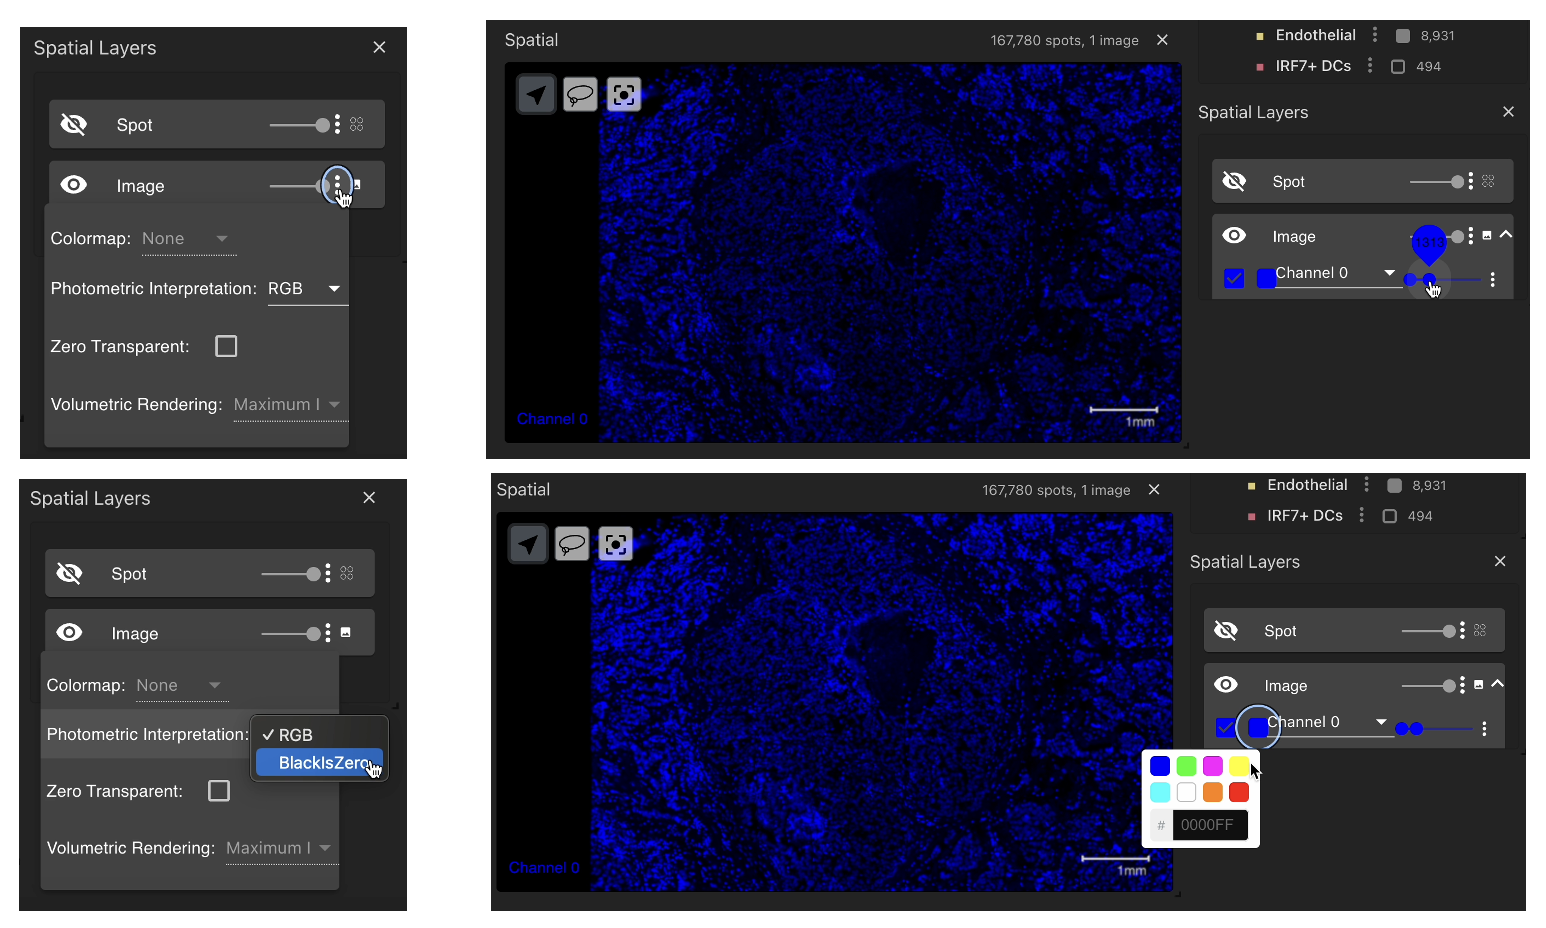 Spatial Layers
Spot
Image
Colormap: None
Photometric Interpretation: RGB
Zero Transparent:
Volumetric Rendering: Maximum I
Spatial
167,780 spots, 1 image
Channel 0
1mm
Endothelial 8,931
IRF7+ DCs 494
Spatial Layers
Spot
Image
1313
Channel 0
Spatial Layers
Spot
Image
Colormap: None
Photometric Interpretation:
RGB
BlackIsZero
Zero Transparent:
Volumetric Rendering: Maximum I
Spatial
167,780 spots, 1 image
Channel 0
1mm
Endothelial 8,931
IRF7+ DCs 494
Spatial Layers
Spot
Image
Channel 0
# 0000FF